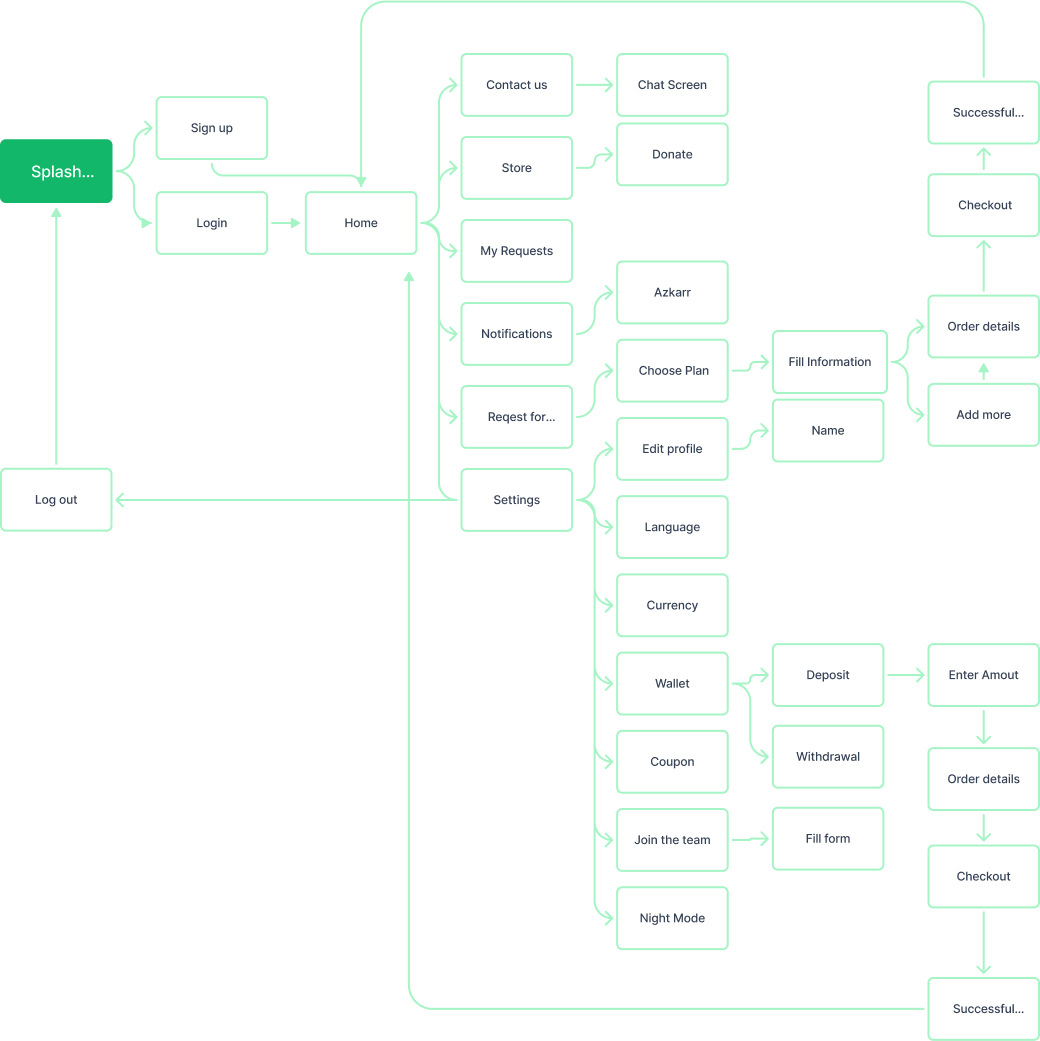 Contact us
Chat Screen
Successful...
Sign up
Donate
Splash...
Store
Checkout
Login
Home
My Requests
Azkarr
Order details
Notifications
Fill Information
Choose Plan
Add more
Reqest for...
Name
Edit profile
Log out
Settings
Language
Currency
Wallet
Deposit
Enter Amout
Withdrawal
Coupon
Order details
Join the team
Fill form
Checkout
Night Mode
Successful...